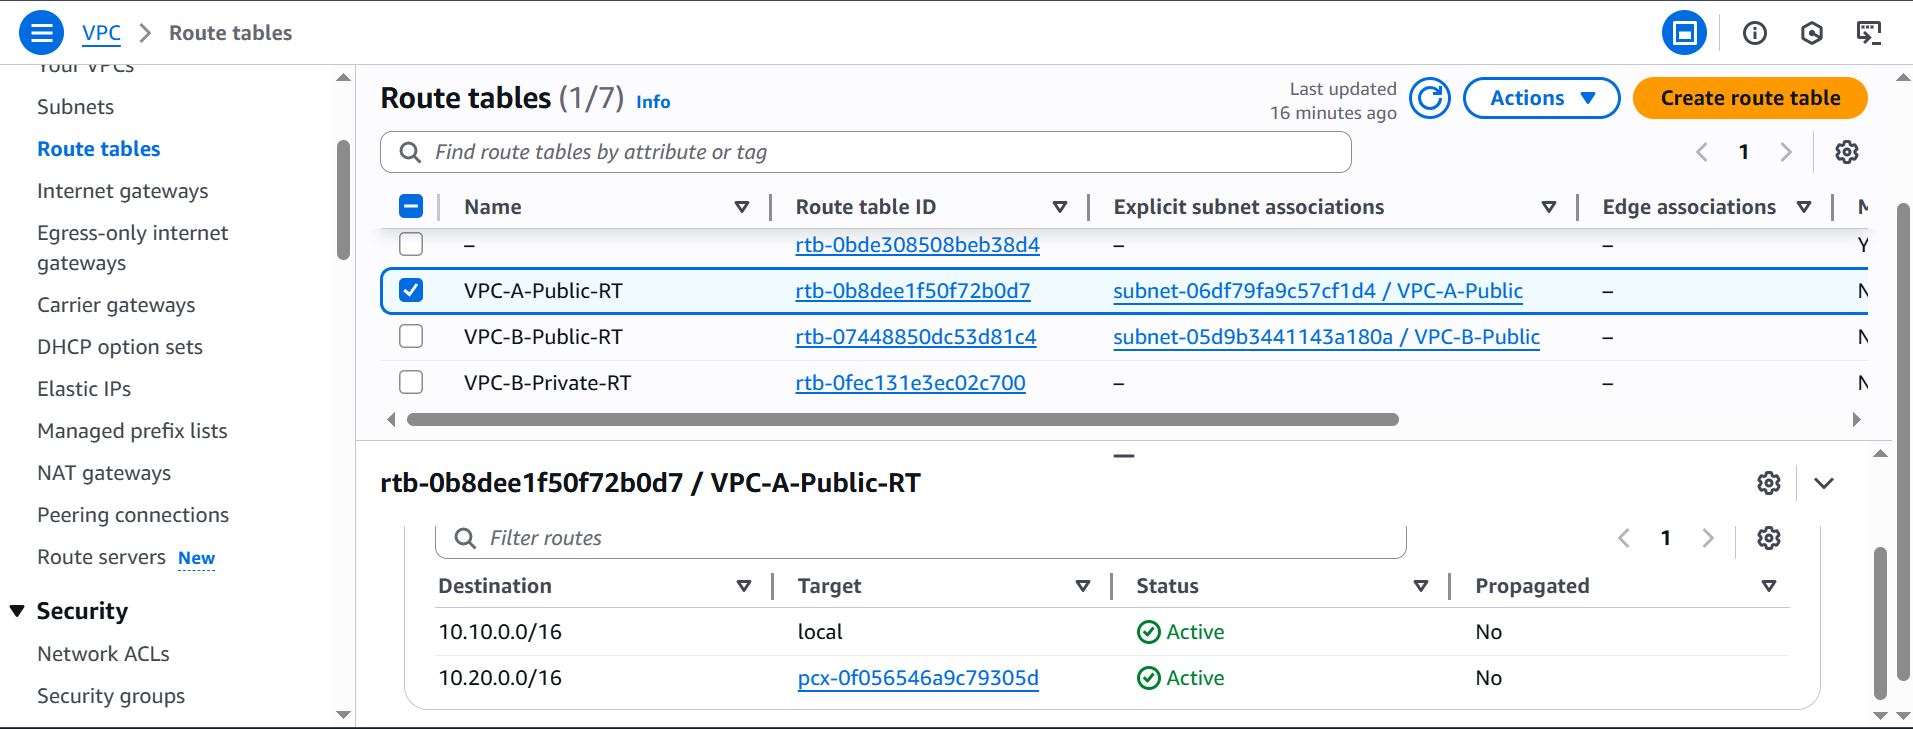 VPC > Route tables
Your VPCs
Subnets
Route tables
Internet gateways
Egress-only internet
gateways
Carrier gateways
DHCP option sets
Elastic IPs
Managed prefix lists
NAT gateways
Peering connections
Route servers New
Security
Network ACLs
Security groups
Route tables (1/7) Info
Last updated
16 minutes ago
Actions
Create route table
Find route tables by attribute or tag
1
Name Route table ID Explicit subnet associations Edge associations M
– rtb-0bde308508beb38d4 – – Y
VPC-A-Public-RT rtb-0b8dee1f50f72b0d7 subnet-06df79fa9c57cf1d4 / VPC-A-Public – N
VPC-B-Public-RT rtb-07448850dc53d81c4 subnet-05d9b3441143a180a / VPC-B-Public – N
VPC-B-Private-RT rtb-0fec131e3ec02c700 – – N
rtb-0b8dee1f50f72b0d7 / VPC-A-Public-RT
Filter routes
1
Destination Target Status Propagated
10.10.0.0/16 local Active No
10.20.0.0/16 pcx-0f056546a9c79305d Active No